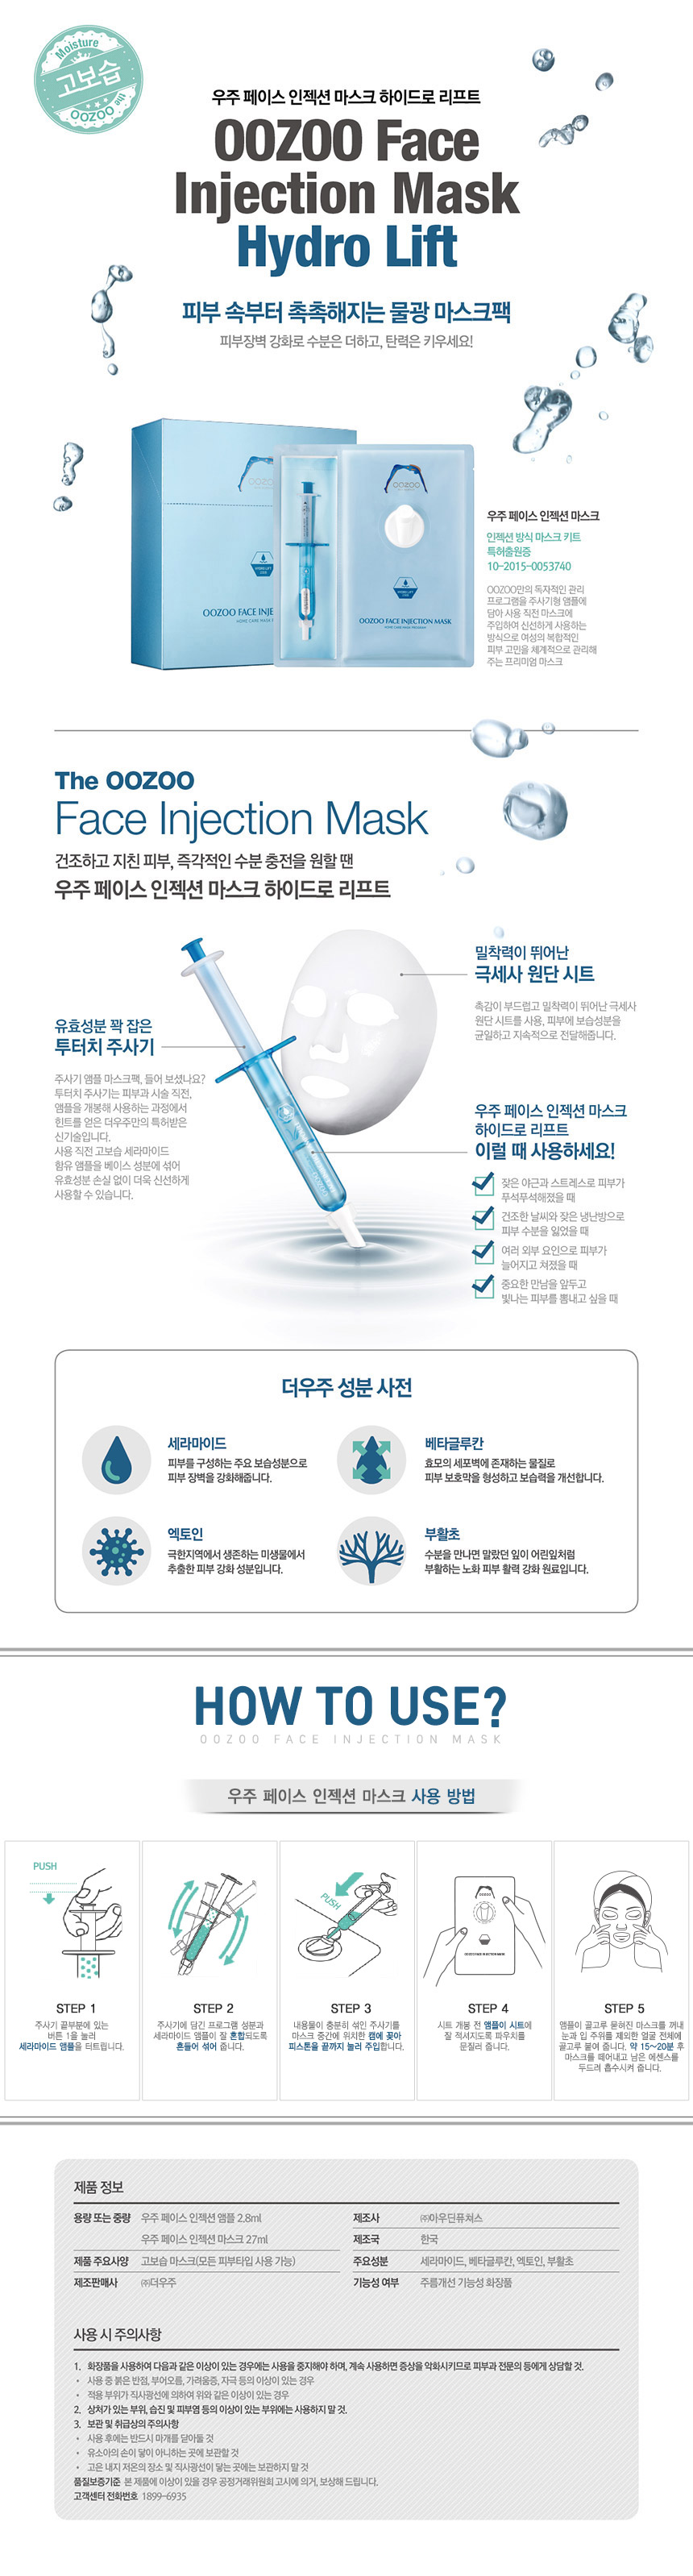 Moisture
고보습
the OOZOO
우주 페이스 인젝션 마스크 하이드로 리프트
OOZOO Face
Injection Mask
Hydro Lift
피부 속부터 촉촉해지는 물광 마스크팩
피부장벽 강화로 수분은 더하고, 탄력은 키우세요!
OOZOO
HYDRO LIFT
OOZOO FACE INJE
HOME CARE MASK
OOZOO
HYDRO LIFT
OOZOO FACE INJECTION MASK
HOME CARE MASK PROGRAM
우주 페이스 인젝션 마스크
인젝션 방식 마스크 키트
특허출원중
10-2015-0053740
OOZOO만의 독자적인 관리
프로그램을 주사기형 앰플에
담아 사용 직전 마스크에
주입하여 신선하게 사용하는
방식으로 여성의 복합적인
피부 고민을 체계적으로 관리해
주는 프리미엄 마스크
The OOZOO
Face Injection Mask
건조하고 지친 피부, 즉각적인 수분 충전을 원할 땐
우주 페이스 인젝션 마스크 하이드로 리프트
밀착력이 뛰어난
극세사 원단 시트
촉감이 부드럽고 밀착력이 뛰어난 극세사
원단 시트를 사용, 피부에 보습성분을
균일하고 지속적으로 전달해줍니다.
유효성분 꽉 잡은
투터치 주사기
주사기 앰플 마스크팩, 들어 보셨나요?
투터치 주사기는 피부과 시술 직전,
앰플을 개봉해 사용하는 과정에서
힌트를 얻은 더우주만의 특허받은
신기술입니다.
사용 직전 고보습 세라마이드
함유 앰플을 베이스 성분에 섞어
유효성분 손실 없이 더욱 신선하게
사용할 수 있습니다.
우주 페이스 인젝션 마스크
하이드로 리프트
이럴 때 사용하세요!
잦은 야근과 스트레스로 피부가
푸석푸석해졌을 때
건조한 날씨와 잦은 냉난방으로
피부 수분을 잃었을 때
여러 외부 요인으로 피부가
늘어지고 쳐졌을 때
중요한 만남을 앞두고
빛나는 피부를 뽐내고 싶을 때
더우주 성분 사전
세라마이드
피부를 구성하는 주요 보습성분으로
피부 장벽을 강화해줍니다.
베타글루칸
효모의 세포벽에 존재하는 물질로
피부 보호막을 형성하고 보습력을 개선합니다.
엑토인
극한지역에서 생존하는 미생물에서
추출한 피부 강화 성분입니다.
부활초
수분을 만나면 말랐던 잎이 어린잎처럼
부활하는 노화 피부 활력 강화 원료입니다.
HOW TO USE?
OOZOO FACE INJECTION MASK
우주 페이스 인젝션 마스크 사용 방법
PUSH
PUSH
OOZOO
OOZOO FACE INJECTION MASK
STEP 1
주사기 끝부분에 있는
버튼 1을 눌러
세라마이드 앰플을 터트립니다.
STEP 2
주사기에 담긴 프로그램 성분과
세라마이드 앰플이 잘 혼합되도록
흔들어 섞어 줍니다.
STEP 3
내용물이 충분히 섞인 주사기를
마스크 중간에 위치한 캡에 꽂아
피스톤을 끝까지 눌러 주입합니다.
STEP 4
시트 개봉 전 앰플이 시트에
잘 적셔지도록 파우치를
문질러 줍니다.
STEP 5
앰플이 골고루 묻혀진 마스크를 꺼내
눈과 입 주위를 제외한 얼굴 전체에
골고루 붙여 줍니다. 약 15~20분 후
마스크를 떼어내고 남은 에센스를
두드려 흡수시켜 줍니다.
제품 정보
용량 또는 중량 우주 페이스 인젝션 앰플 2.8ml
우주 페이스 인젝션 마스크 27ml
제품 주요사양 고보습 마스크(모든 피부타입 사용 가능)
제조판매사 ㈜더우주
제조사 ㈜아우딘퓨쳐스
제조국 한국
주요성분 세라마이드, 베타글루칸, 엑토인, 부활초
기능성 여부 주름개선 기능성 화장품
사용 시 주의사항
1. 화장품을 사용하여 다음과 같은 이상이 있는 경우에는 사용을 중지해야 하며, 계속 사용하면 증상을 악화시키므로 피부과 전문의 등에게 상담할 것.
• 사용 중 붉은 반점, 부어오름, 가려움증, 자극 등의 이상이 있는 경우
• 적용 부위가 직사광선에 의하여 위와 같은 이상이 있는 경우
2. 상처가 있는 부위, 습진 및 피부염 등의 이상이 있는 부위에는 사용하지 말 것.
3. 보관 및 취급상의 주의사항
• 사용 후에는 반드시 마개를 닫아둘 것
• 유소아의 손이 닿이 아니하는 곳에 보관할 것
• 고온 내지 저온의 장소 및 직사광선이 닿는 곳에는 보관하지 말 것
품질보증기준 본 제품에 이상이 있을 경우 공정거래위원회 고시에 의거, 보상해 드립니다.
고객센터 전화번호 1899-6935